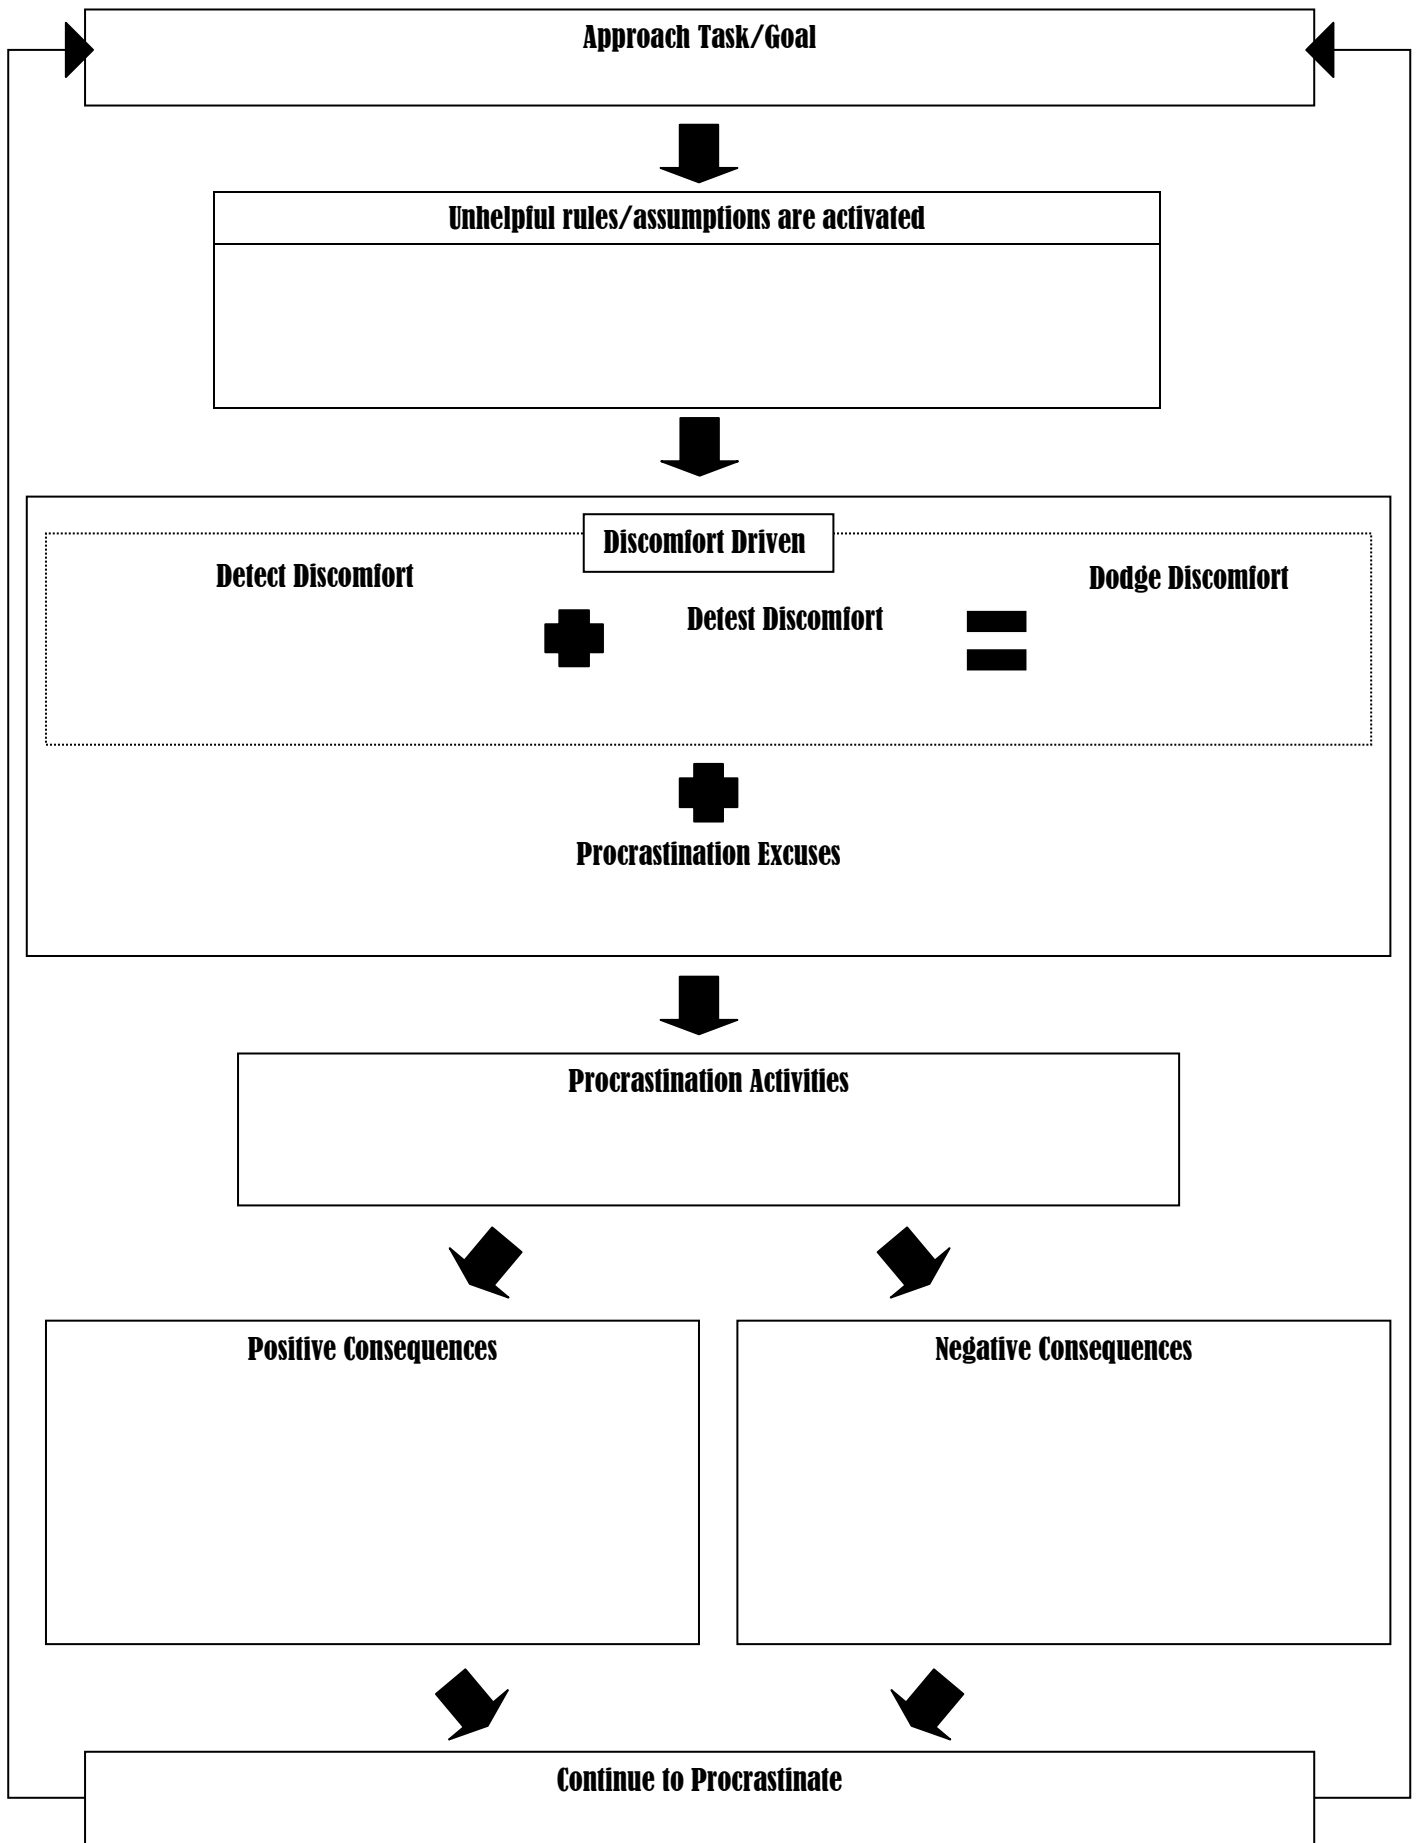 Approach Task/Goal
Unhelpful rules/assumptions are activated
Discomfort Driven
Detect Discomfort
Detest Discomfort
Dodge Discomfort
Procrastination Excuses
Procrastination Activities
Positive Consequences
Negative Consequences
Continue to Procrastinate